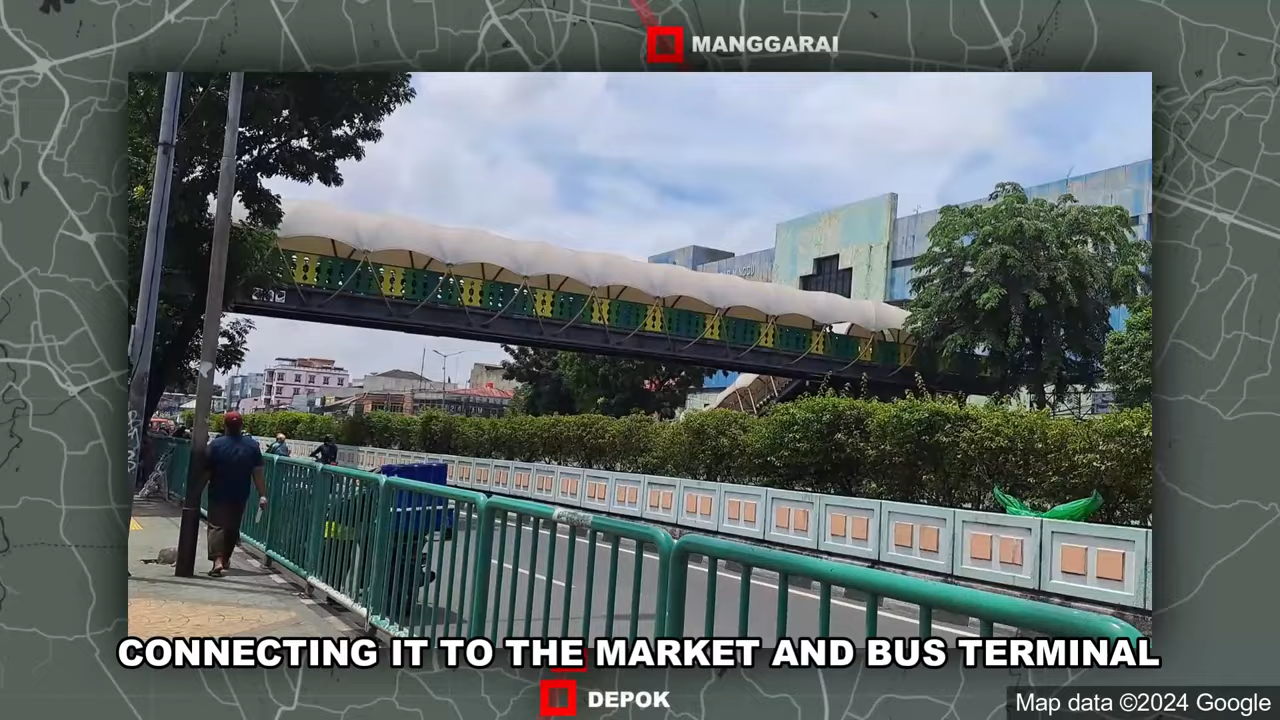 MANGGARAI
CONNECTING IT TO THE MARKET AND BUS TERMINAL
DEPOK
Map data ©2024 Google